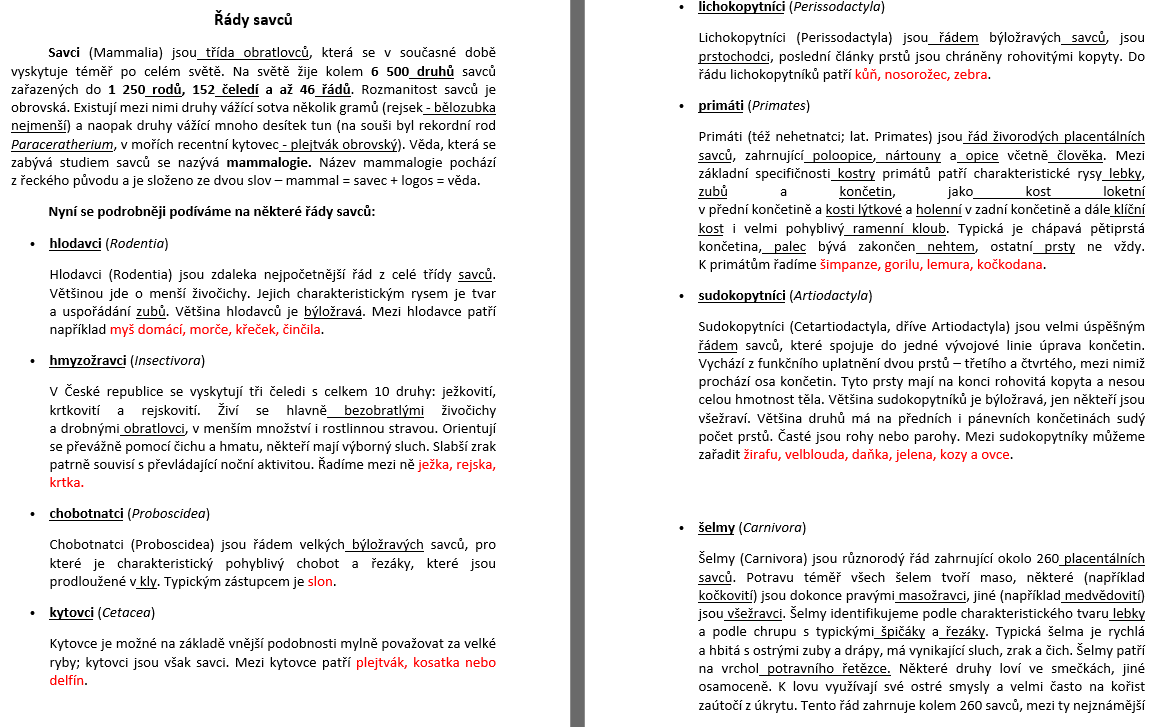 Řády savců
Savci (Mammalia) jsou třída obratlovců, která se v současné době
vyskytuje téměř po celém světě. Na světě žije kolem 6 500 druhů savců
zařazených do 1 250 rodů, 152 čeledí a až 46 řádů. Rozmanitost savců je
obrovská. Existují mezi nimi druhy vážící sotva několik gramů (rejsek - bělozubka
nejmenší) a naopak druhy vážící mnoho desítek tun (na souši byl rekordní rod
Paraceratherium, v mořích recentní kytovec - plejtvák obrovský). Věda, která se
zabývá studiem savců se nazývá mammalogie. Název mammalogie pochází
z řeckého původu a je složeno ze dvou slov – mammal = savec + logos = věda.
Nyní se podrobněji podíváme na některé řády savců:
• hlodavci (Rodentia)
Hlodavci (Rodentia) jsou zdaleka nejpočetnější řád z celé třídy savců.
Většinou jde o menší živočichy. Jejich charakteristickým rysem je tvar
a uspořádání zubů. Většina hlodavců je býložravá. Mezi hlodavce patří
například myš domácí, morče, křeček, činčila.
• hmyzožravci (Insectivora)
V České republice se vyskytují tři čeledi s celkem 10 druhy: ježkovití,
krtkovití a rejskovití. Živí se hlavně bezobratlými živočichy
a drobnými obratlovci, v menším množství i rostlinnou stravou. Orientují
se převážně pomocí čichu a hmatu, někteří mají výborný sluch. Slabší zrak
patrně souvisí s převládající noční aktivitou. Řadíme mezi ně ježka, rejska,
krtka.
• chobotnatci (Proboscidea)
Chobotnatci (Proboscidea) jsou řádem velkých býložravých savců, pro
které je charakteristický pohyblivý chobot a řezáky, které jsou
prodloužené v kly. Typickým zástupcem je slon.
• kytovci (Cetacea)
Kytovce je možné na základě vnější podobnosti mylně považovat za velké
ryby; kytovci jsou však savci. Mezi kytovce patří plejtvák, kosatka nebo
delfín.
• lichokopytníci (Perissodactyla)
Lichokopytníci (Perissodactyla) jsou řádem býložravých savců, jsou
prstochodci, poslední články prstů jsou chráněny rohovitými kopyty. Do
řádu lichokopytníků patří kůň, nosorožec, zebra.
• primáti (Primates)
Primáti (též nehetnatci; lat. Primates) jsou řád živorodých placentálních
savců, zahrnující poloopice, nártouny a opice včetně člověka. Mezi
základní specifičnosti kostry primátů patří charakteristické rysy lebky,
zubů a končetin, jako kost loketní
v přední končetině a kosti lýtkové a holenní v zadní končetině a dále klíční
kost i velmi pohyblivý ramenní kloub. Typická je chápavá pětiprstá
končetina, palec bývá zakončen nehtem, ostatní prsty ne vždy.
K primátům řadíme šimpanze, gorilu, lemura, kočkodana.
• sudokopytníci (Artiodactyla)
Sudokopytníci (Cetartiodactyla, dříve Artiodactyla) jsou velmi úspěšným
řádem savců, které spojuje do jedné vývojové linie úprava končetin.
Vychází z funkčního uplatnění dvou prstů – třetího a čtvrtého, mezi nimiž
prochází osa končetin. Tyto prsty mají na konci rohovitá kopyta a nesou
celou hmotnost těla. Většina sudokopytníků je býložravá, jen někteří jsou
všežraví. Většina druhů má na předních i pánevních končetinách sudý
počet prstů. Časté jsou rohy nebo parohy. Mezi sudokopytníky můžeme
zařadit žirafu, velblouda, daňka, jelena, kozy a ovce.
• šelmy (Carnivora)
Šelmy (Carnivora) jsou různorodý řád zahrnující okolo 260 placentálních
savců. Potravu téměř všech šelem tvoří maso, některé (například
kočkovití) jsou dokonce pravými masožravci, jiné (například medvědovití)
jsou všežravci. Šelmy identifikujeme podle charakteristického tvaru lebky
a podle chrupu s typickými špičáky a řezáky. Typická šelma je rychlá
a hbitá s ostrými zuby a drápy, má vynikající sluch, zrak a čich. Šelmy patří
na vrchol potravního řetězce. Některé druhy loví ve smečkách, jiné
osamoceně. K lovu využívají své ostré smysly a velmi často na kořist
zaútočí z úkrytu. Tento řád zahrnuje kolem 260 savců, mezi ty nejznámější